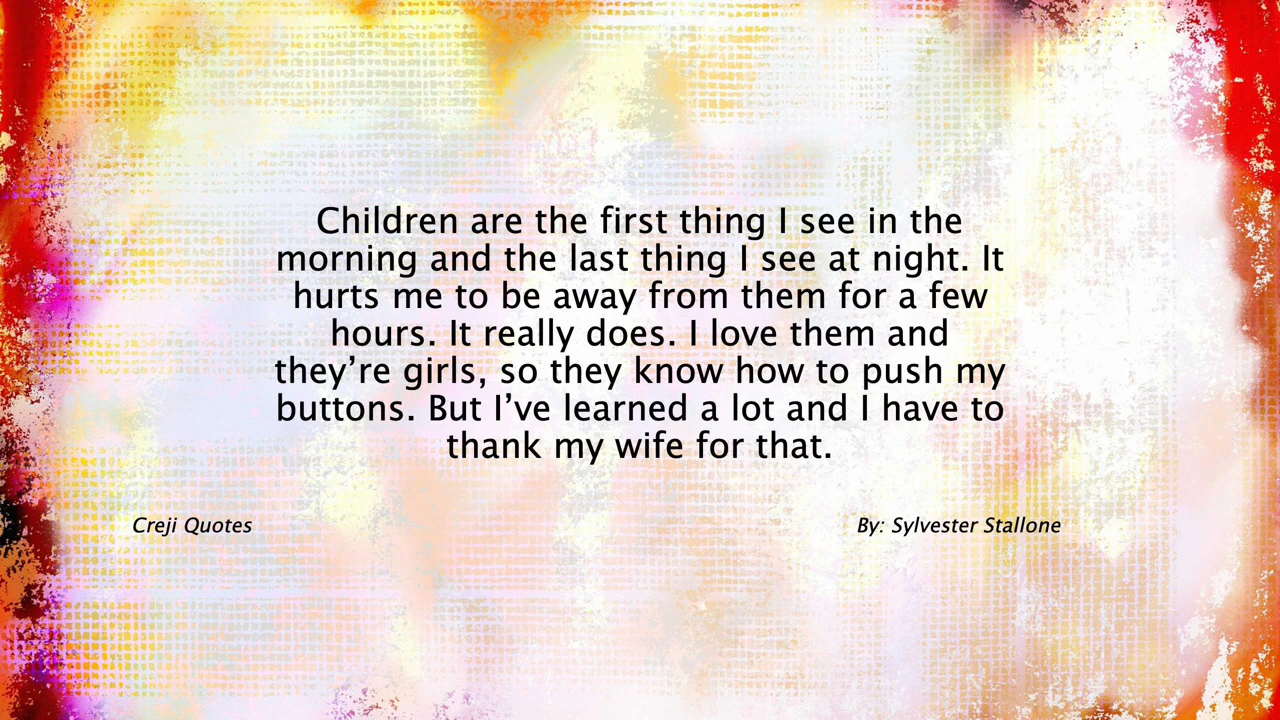 Children are the first thing I see in the
morning and the last thing I see at night. It
hurts me to be away from them for a few
hours. It really does. I love them and
they’re girls, so they know how to push my
buttons. But I’ve learned a lot and I have to
thank my wife for that.
Creji Quotes
By: Sylvester Stallone